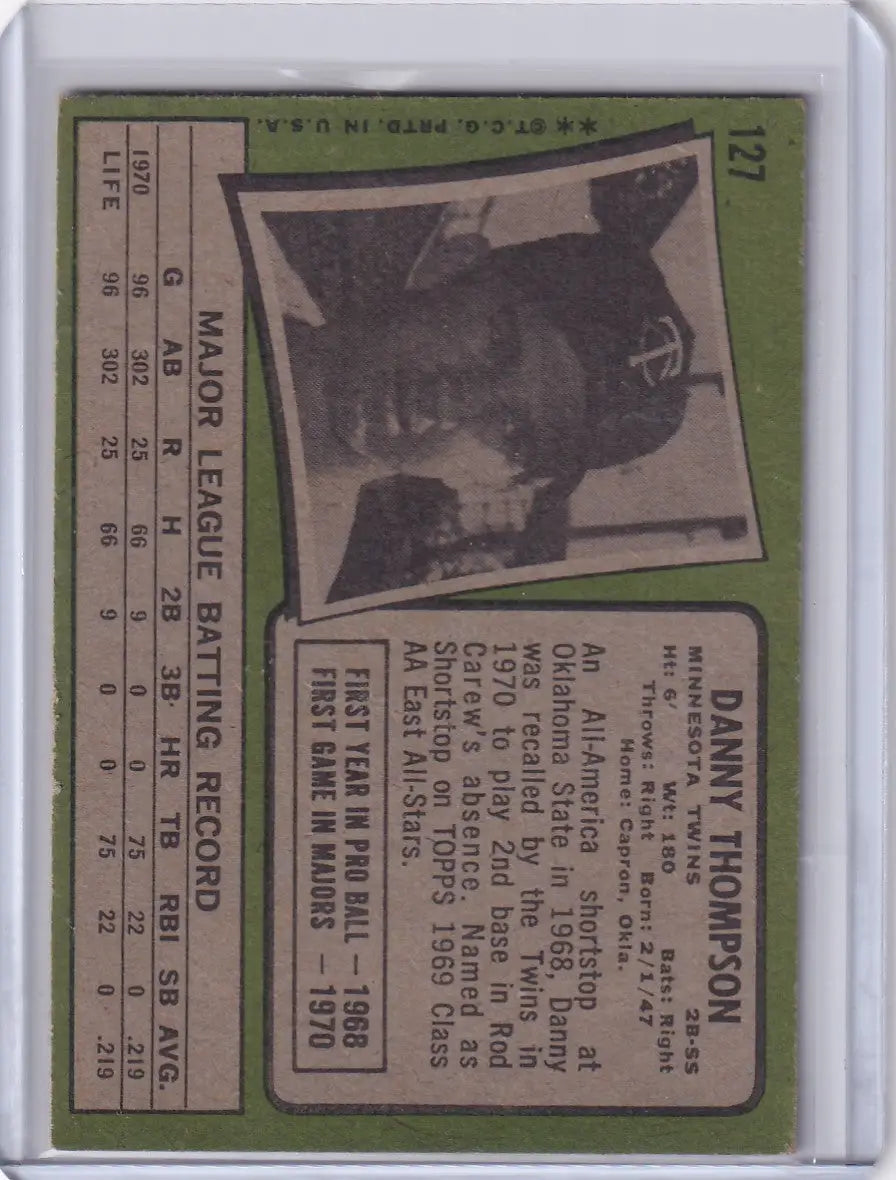 127
✶✶©T.C.G. PRTD. IN U.S.A.
DANNY THOMPSON
MINNESOTA TWINS 2B-SS
Ht: 6' Wt: 180 Bats: Right
Throws: Right Born: 2/1/47
Home: Capron, Okla.
An All-America shortstop at
Oklahoma State in 1968, Danny
was recalled by the Twins in
1970 to play 2nd base in Rod
Carew's absence. Named as
Shortstop on TOPPS 1969 Class
AA East All-Stars.
FIRST YEAR IN PRO BALL — 1968
FIRST GAME IN MAJORS — 1970
MAJOR LEAGUE BATTING RECORD
G AB R H 2B 3B HR TB RBI SB AVG.
1970 96 302 25 66 9 0 0 75 22 0 .219
LIFE 96 302 25 66 9 0 0 75 22 0 .219